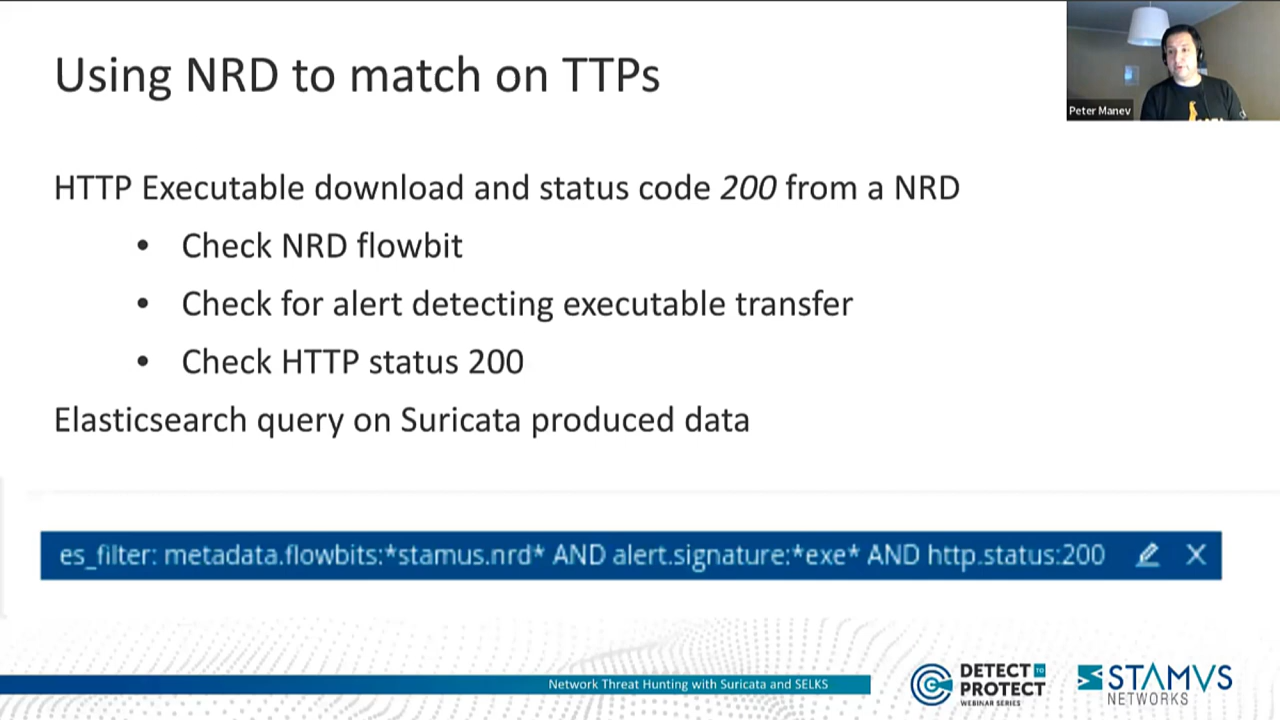 Using NRD to match on TTPs
Peter Manev
HTTP Executable download and status code 200 from a NRD
• Check NRD flowbit
• Check for alert detecting executable transfer
• Check HTTP status 200
Elasticsearch query on Suricata produced data
es_filter: metadata.flowbits:*stamus.nrd* AND alert.signature:*exe* AND http.status:200
Network Threat Hunting with Suricata and SELKS
DETECT TO
PROTECT
WEBINAR SERIES
STAMVS
NETWORKS